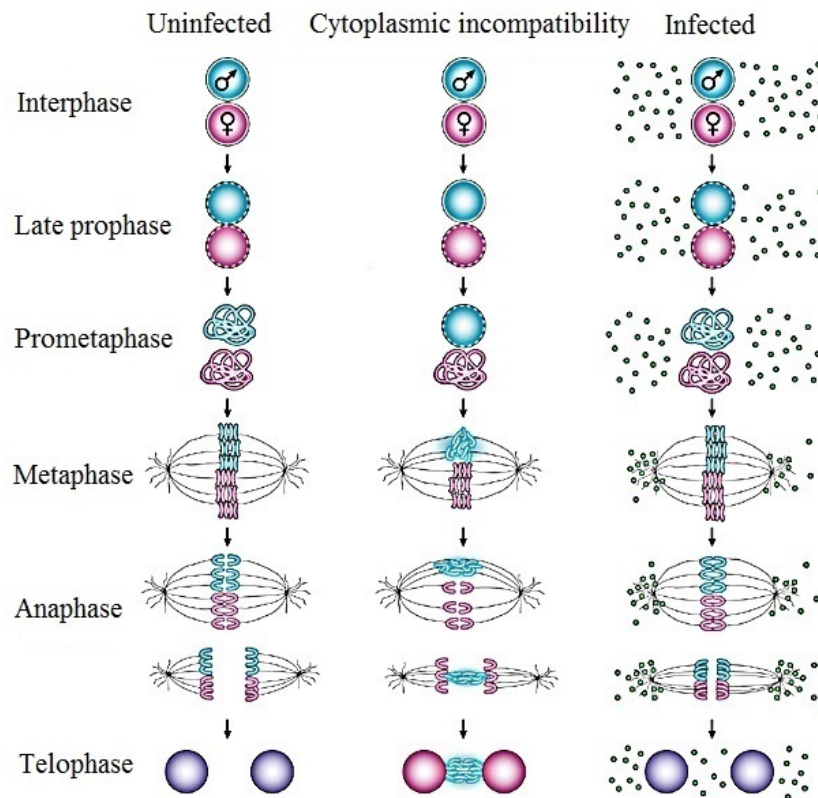 Uninfected Cytoplasmic incompatibility Infected
Interphase
Late prophase
Prometaphase
Metaphase
Anaphase
Telophase